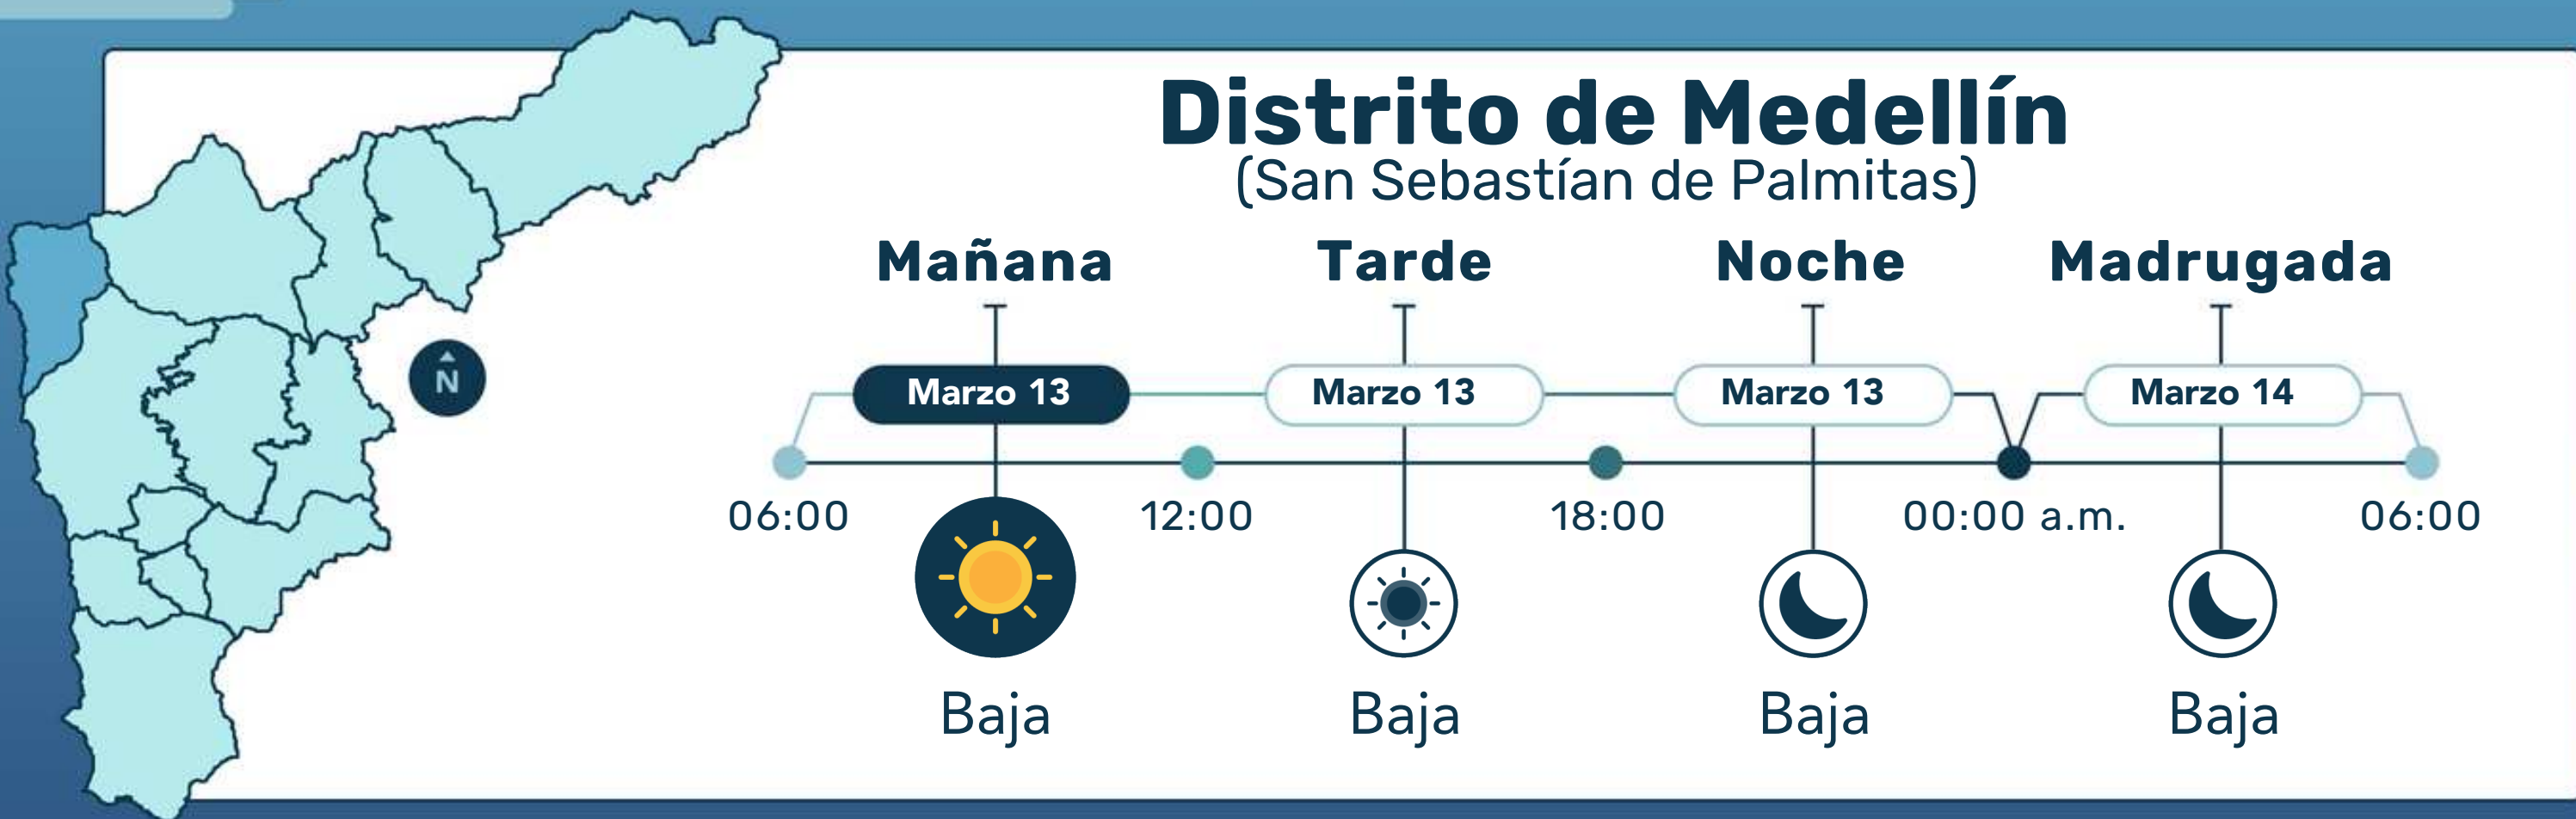 Distrito de Medellín
(San Sebastían de Palmitas)
Mañana Tarde Noche Madrugada
Marzo 13 Marzo 13 Marzo 13 Marzo 14
06:00 12:00 18:00 00:00 a.m. 06:00
Baja Baja Baja Baja
N